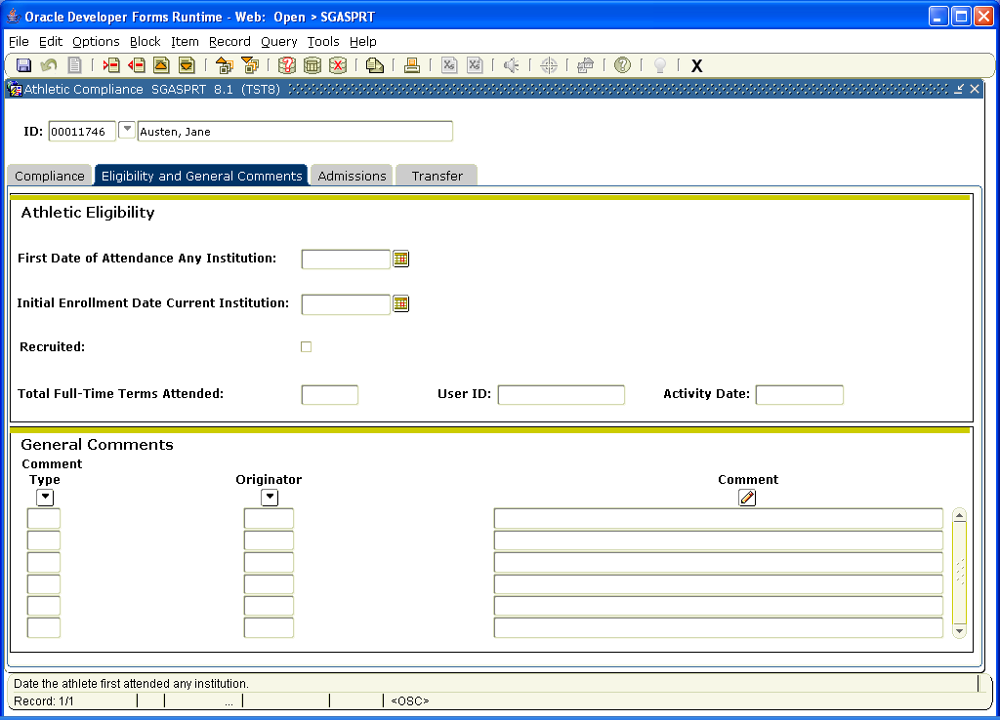 Oracle Developer Forms Runtime - Web: Open > SGASPRT
File Edit Options Block Item Record Query Tools Help
X
Athletic Compliance SGASPRT 8.1 (TST8)
ID: 00011746 Austen, Jane
Compliance Eligibility and General Comments Admissions Transfer
Athletic Eligibility
First Date of Attendance Any Institution:
Initial Enrollment Date Current Institution:
Recruited:
Total Full-Time Terms Attended: User ID: Activity Date:
General Comments
Comment
Type Originator Comment
Date the athlete first attended any institution.
Record: 1/1 ... <OSC>